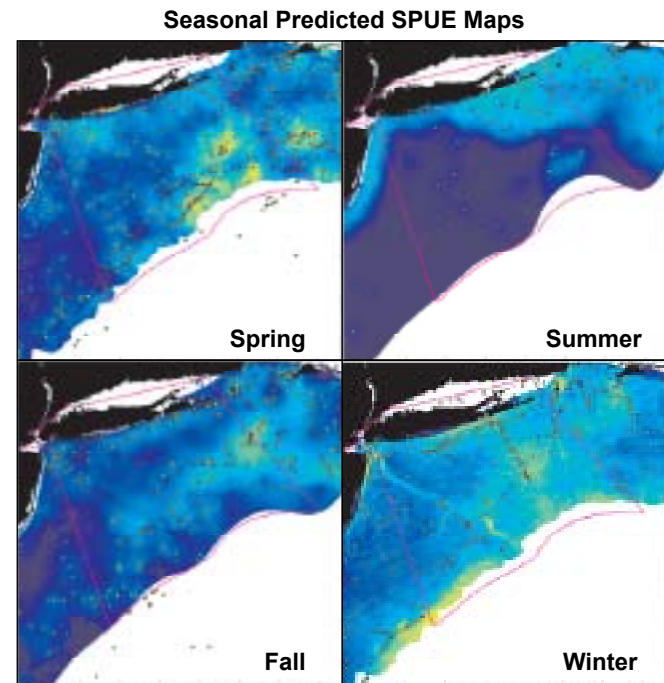 Seasonal Predicted SPUE Maps
Spring
Summer
Fall
Winter